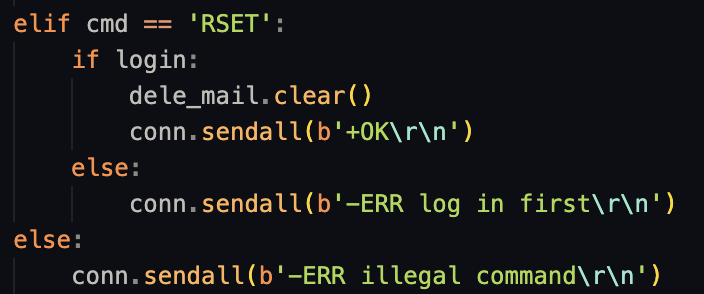 elif cmd == 'RSET':
    if login:
        dele_mail.clear()
        conn.sendall(b'+OK\r\n')
    else:
        conn.sendall(b'-ERR log in first\r\n')
else:
    conn.sendall(b'-ERR illegal command\r\n')